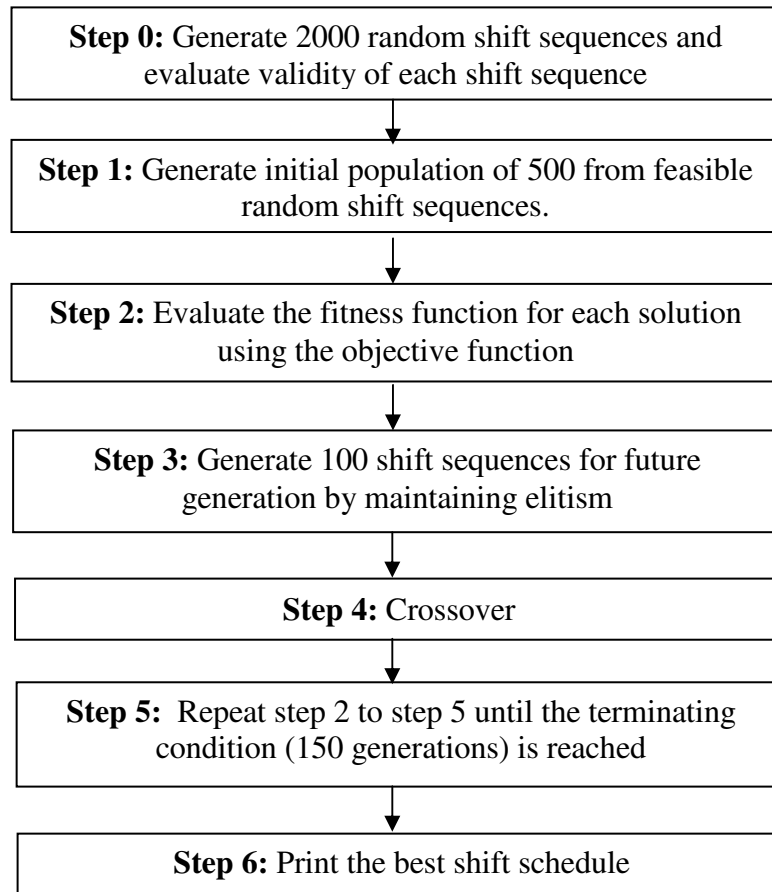 Step 0: Generate 2000 random shift sequences and
evaluate validity of each shift sequence
Step 1: Generate initial population of 500 from feasible
random shift sequences.
Step 2: Evaluate the fitness function for each solution
using the objective function
Step 3: Generate 100 shift sequences for future
generation by maintaining elitism
Step 4: Crossover
Step 5: Repeat step 2 to step 5 until the terminating
condition (150 generations) is reached
Step 6: Print the best shift schedule